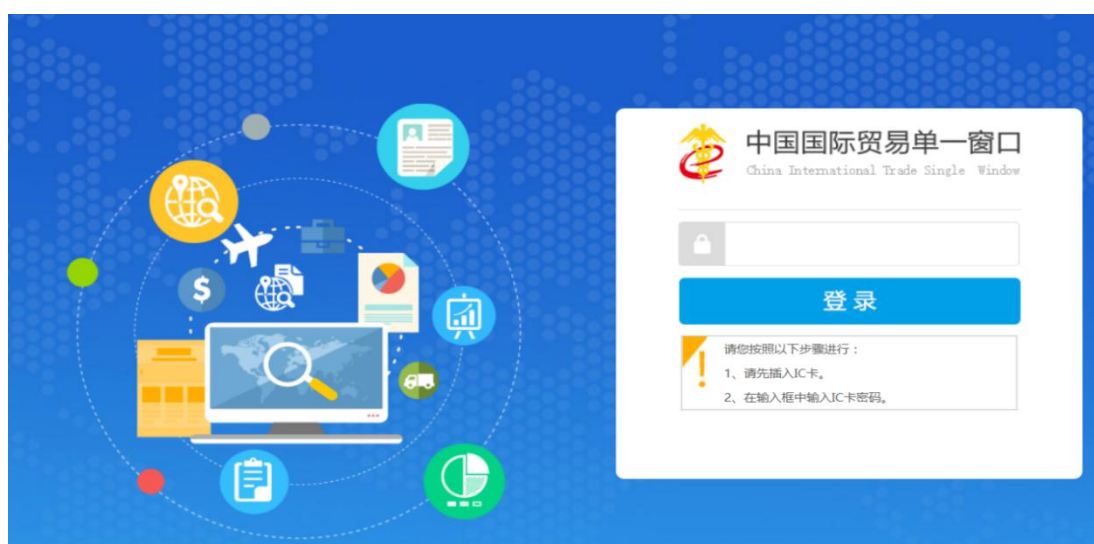 中国国际贸易单一窗口
China International Trade Single Window
登录
请您按照以下步骤进行：
1、请先插入IC卡。
2、在输入框中输入IC卡密码。